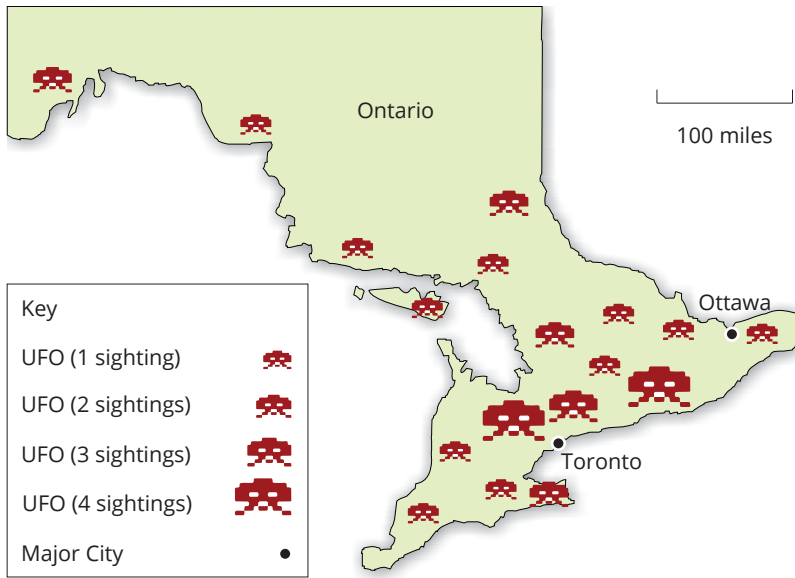 Ontario
100 miles
Ottawa
Toronto
Key
UFO (1 sighting)
UFO (2 sightings)
UFO (3 sightings)
UFO (4 sightings)
Major City